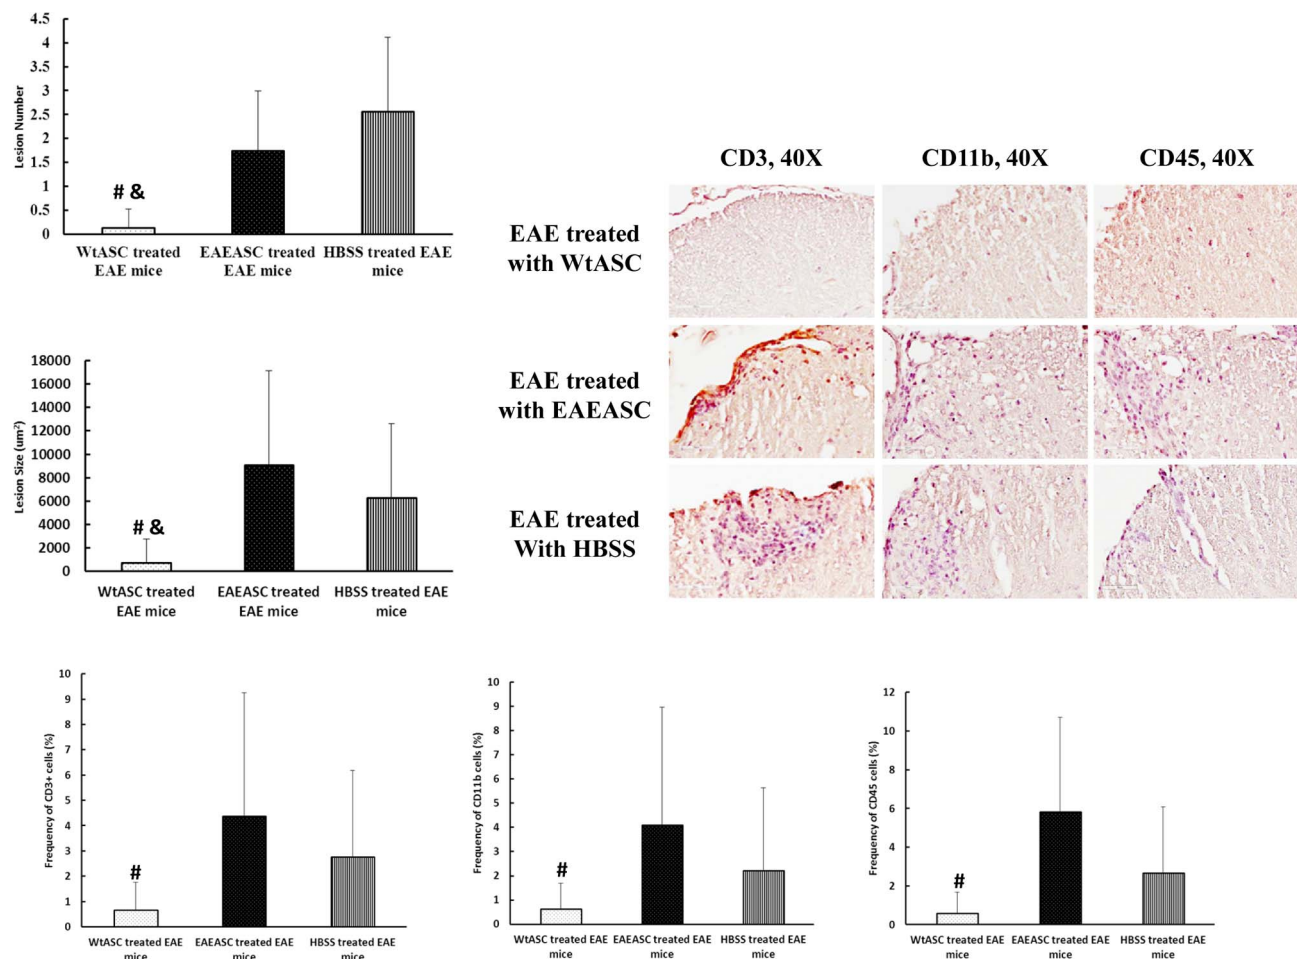 4.5
4
3.5
3
2.5
2
1.5
1
0.5
0
Lesion Number
# &
WtASC treated EAEASC treated HBSS treated EAE
EAE mice EAE mice mice
18000
16000
14000
12000
10000
8000
6000
4000
2000
0
Lesion Size (um²)
# &
WtASC treated EAEASC treated HBSS treated EAE
EAE mice EAE mice mice
CD3, 40X CD11b, 40X CD45, 40X
EAE treated
with WtASC
EAE treated
with EAEASC
EAE treated
With HBSS
10
9
8
7
6
5
4
3
2
1
0
Frequency of CD3+ cells (%)
#
WtASC treated EAE EAEASC treated EAE HBSS treated EAE
mice mice mice
10
9
8
7
6
5
4
3
2
1
0
Frequency of CD11b cells (%)
#
WtASC treated EAE EAEASC treated EAE HBSS treated EAE
mice mice mice
12
10
8
6
4
2
0
Frequency of CD45 cells (%)
#
WtASC treated EAE EAEASC treated EAE HBSS treated EAE
mice mice mice